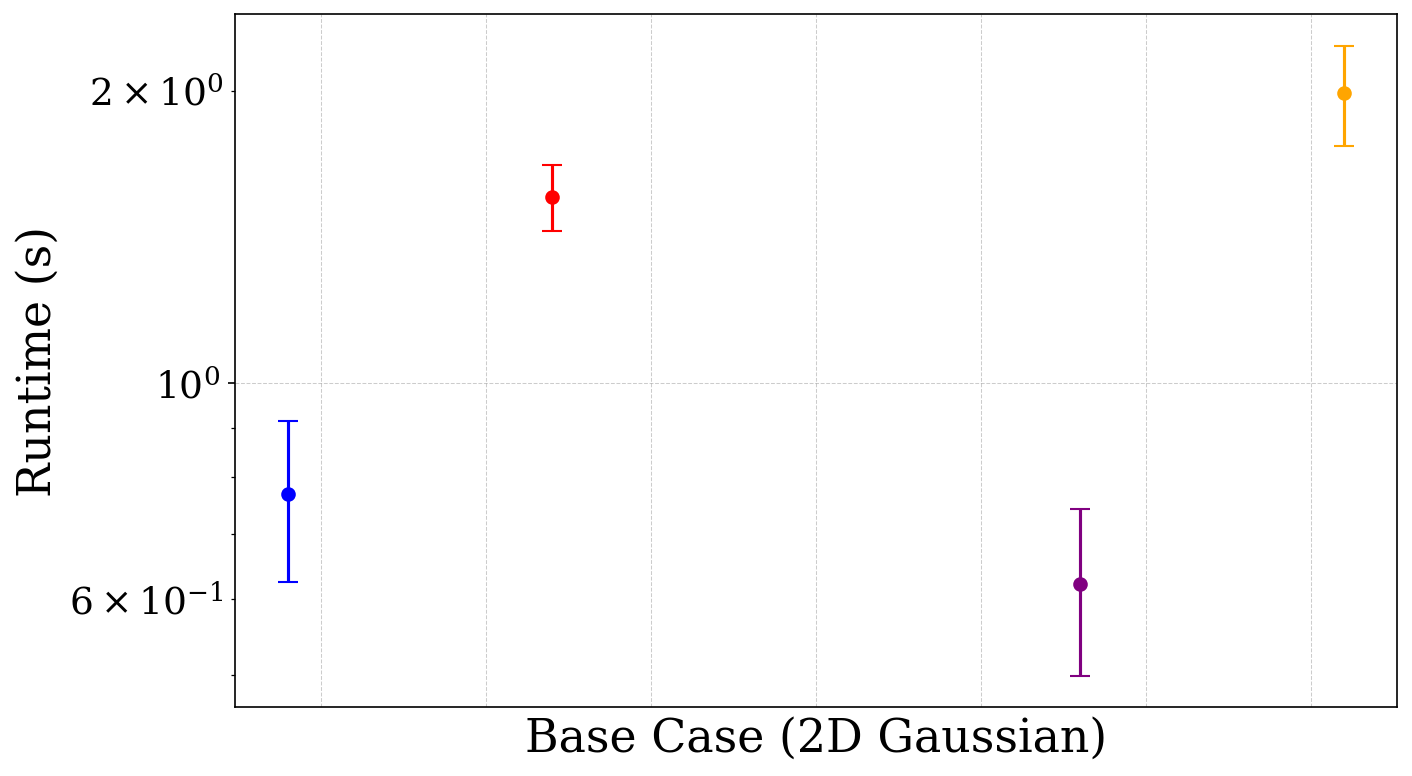 2 × 10⁰
10⁰
6 × 10⁻¹
Runtime (s)
Base Case (2D Gaussian)